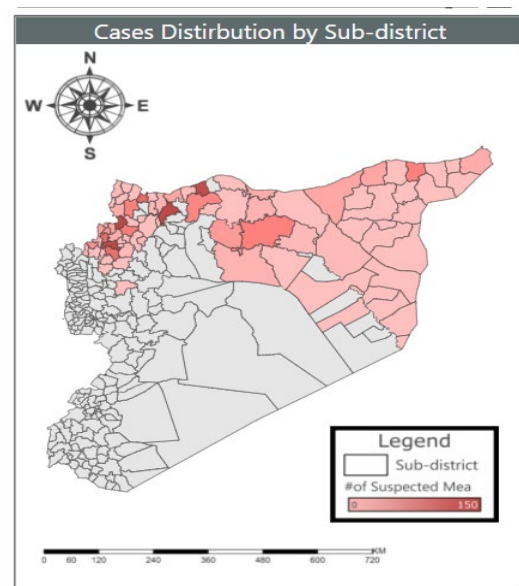 Cases Distirbution by Sub-district
N
W E
S
Legend
Sub-district
#of Suspected Mea
0 150
KM
0 60 120 240 360 480 600 720